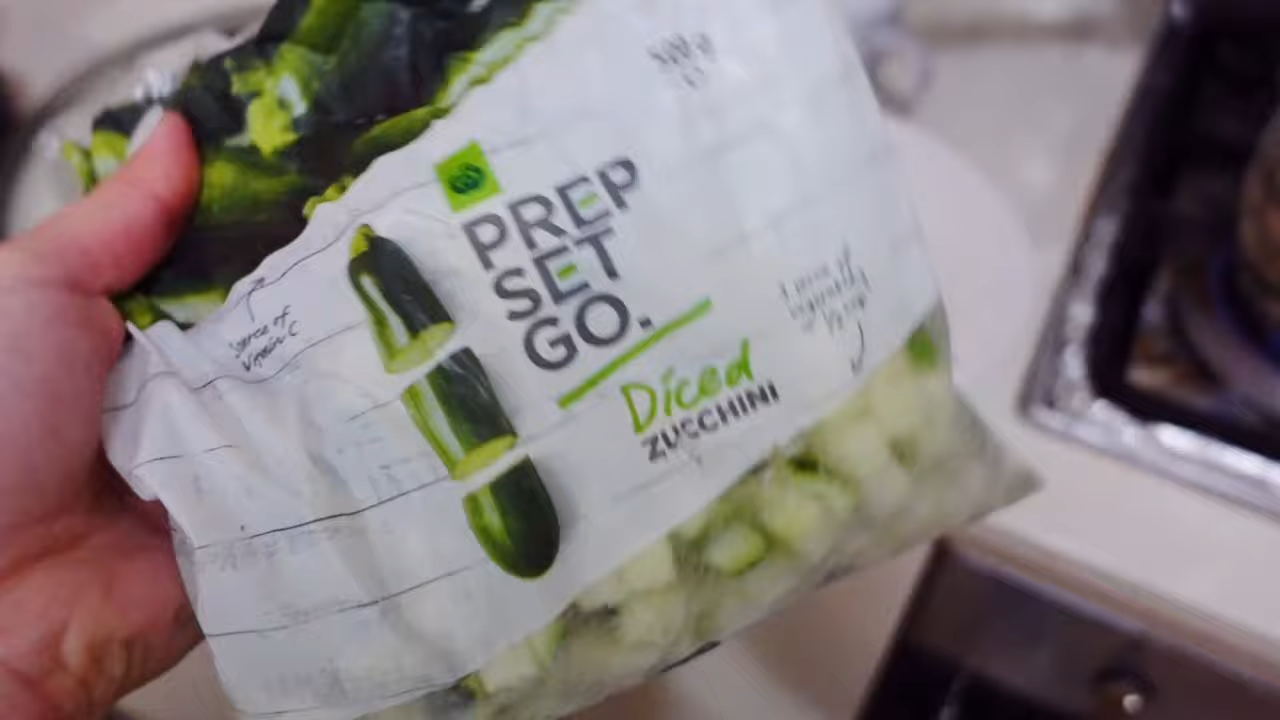 PREP
SET
GO.
Diced
ZUCCHINI
Source of
Vitamin C